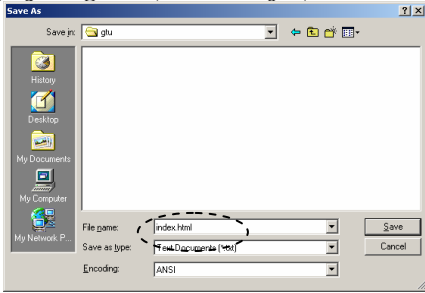 Save As
Save in: gtu
History
Desktop
My Documents
My Computer
My Network P...
File name: index.html Save
Save as type: Text Documents (*.txt) Cancel
Encoding: ANSI